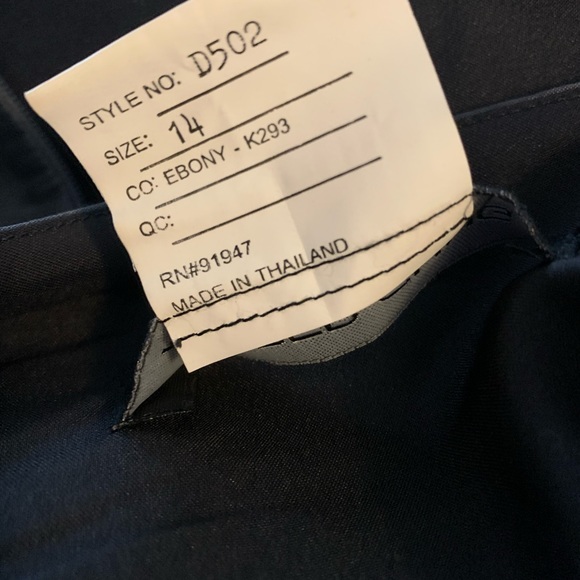 STYLE NO: D502
SIZE: 14
CO: EBONY - K293
QC:
RN#91947
MADE IN THAILAND